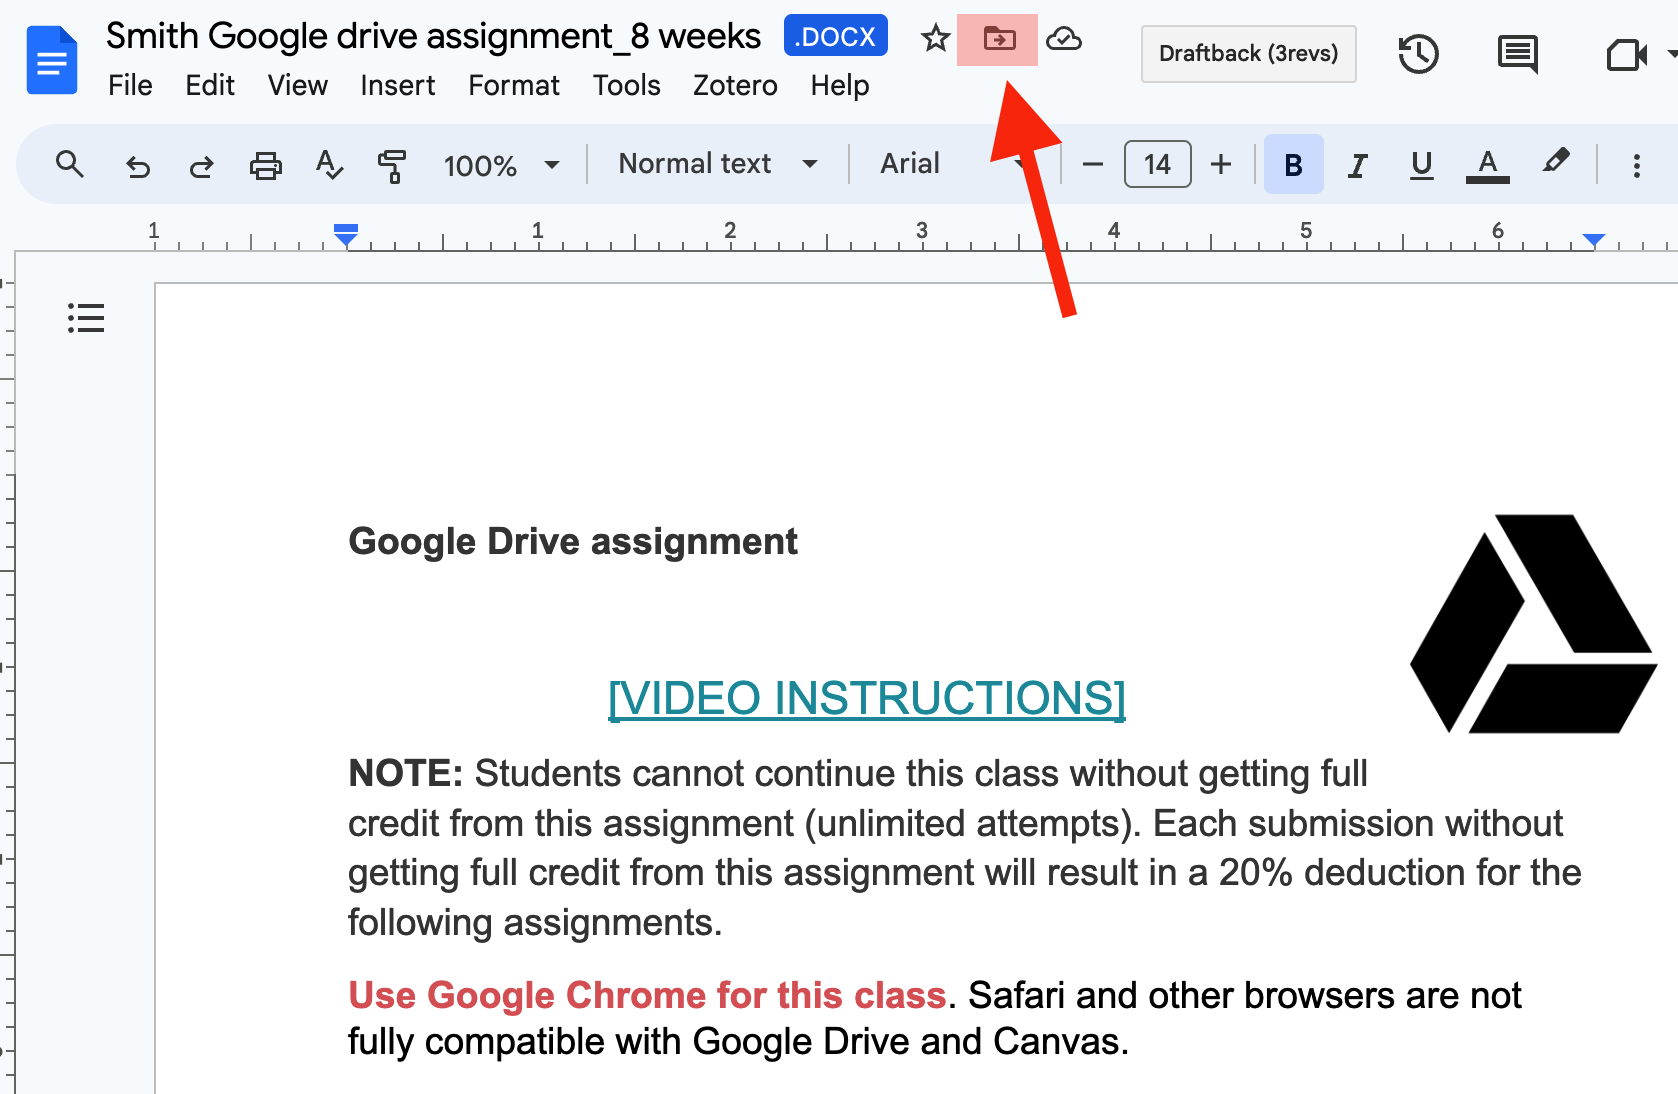 Smith Google drive assignment_8 weeks .DOCX
Draftback (3revs)
File Edit View Insert Format Tools Zotero Help
100% Normal text Arial 14 B I U A
1 1 2 3 4 5 6
Google Drive assignment
[VIDEO INSTRUCTIONS]
NOTE: Students cannot continue this class without getting full
credit from this assignment (unlimited attempts). Each submission without
getting full credit from this assignment will result in a 20% deduction for the
following assignments.
Use Google Chrome for this class. Safari and other browsers are not
fully compatible with Google Drive and Canvas.